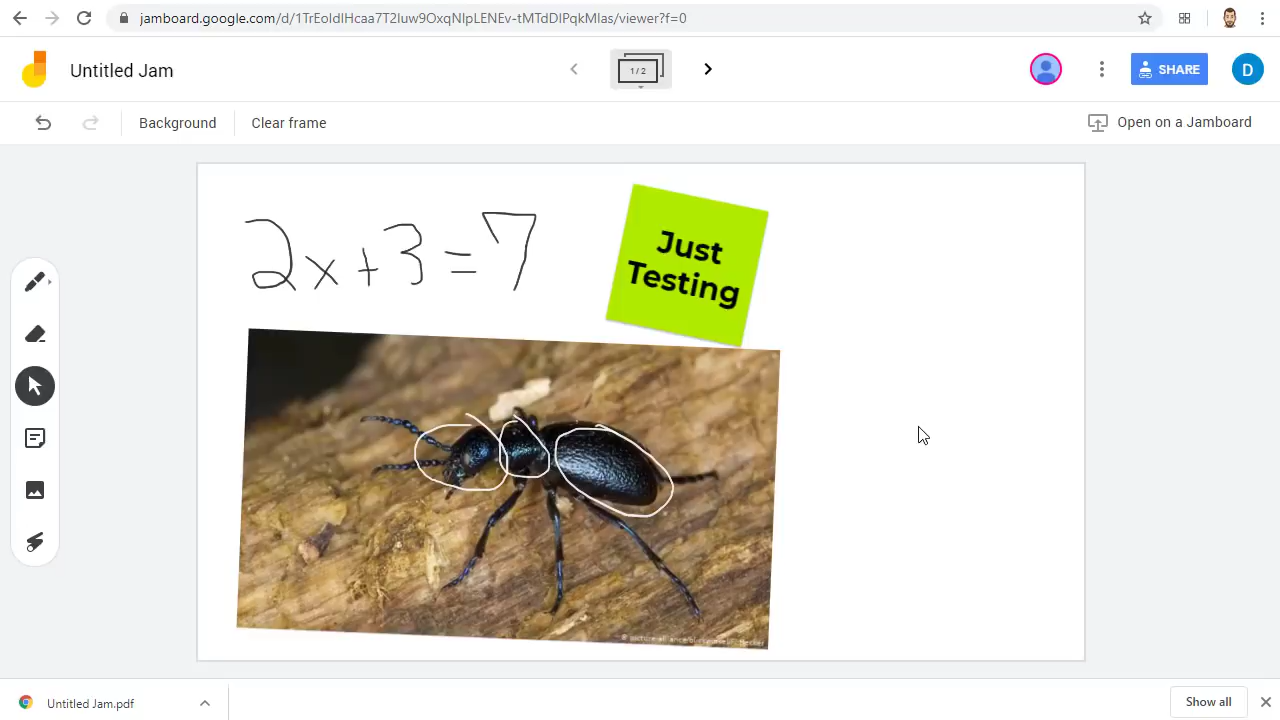 jamboard.google.com/d/1TrEoIdlHcaa7T2Iuw9OxqNlpLENEv-tMTdDIPqkMlas/viewer?f=0
Untitled Jam
1 / 2
SHARE
D
Background
Clear frame
Open on a Jamboard
2x+3=7
Just
Testing
Untitled Jam.pdf
Show all